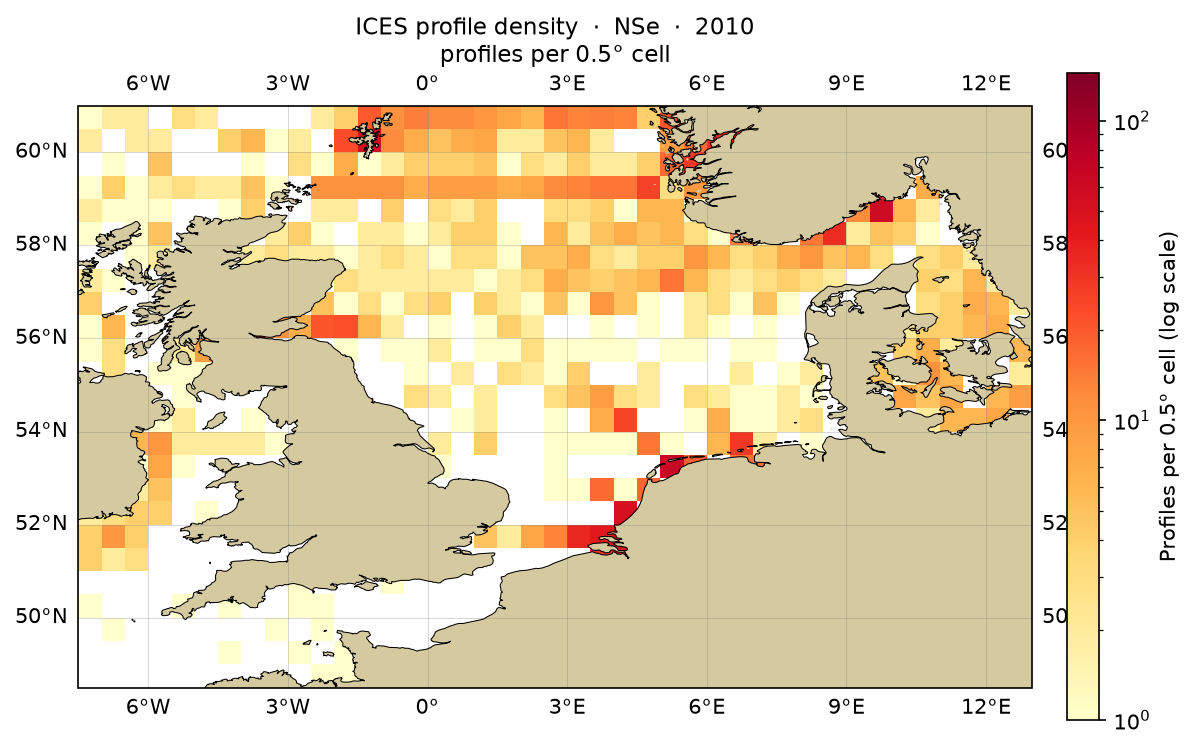 ICES profile density · NSe · 2010
profiles per 0.5° cell
6°W 3°W 0° 3°E 6°E 9°E 12°E
60°N 60
58°N 58
56°N 56
54°N 54
52°N 52
50°N 50
6°W 3°W 0° 3°E 6°E 9°E 12°E
10²
10¹
10⁰
Profiles per 0.5° cell (log scale)